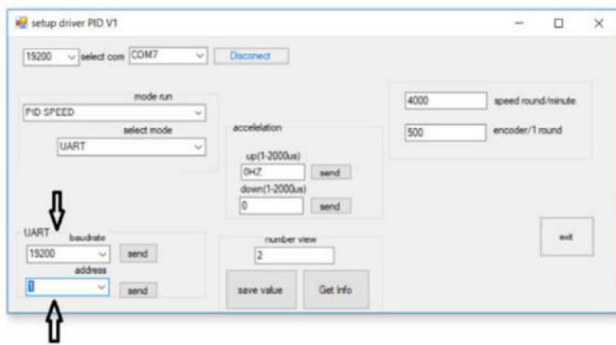 setup driver PID V1
19200 select com COM7 Disconect
mode run
PID SPEED
select mode
UART
accelelation
up(1-2000us)
0HZ send
down(1-2000us)
0 send
4000 speed round/minute
500 encoder/1 round
UART
baudrate
19200 send
address
1 send
number view
2
save value Get Info
exit